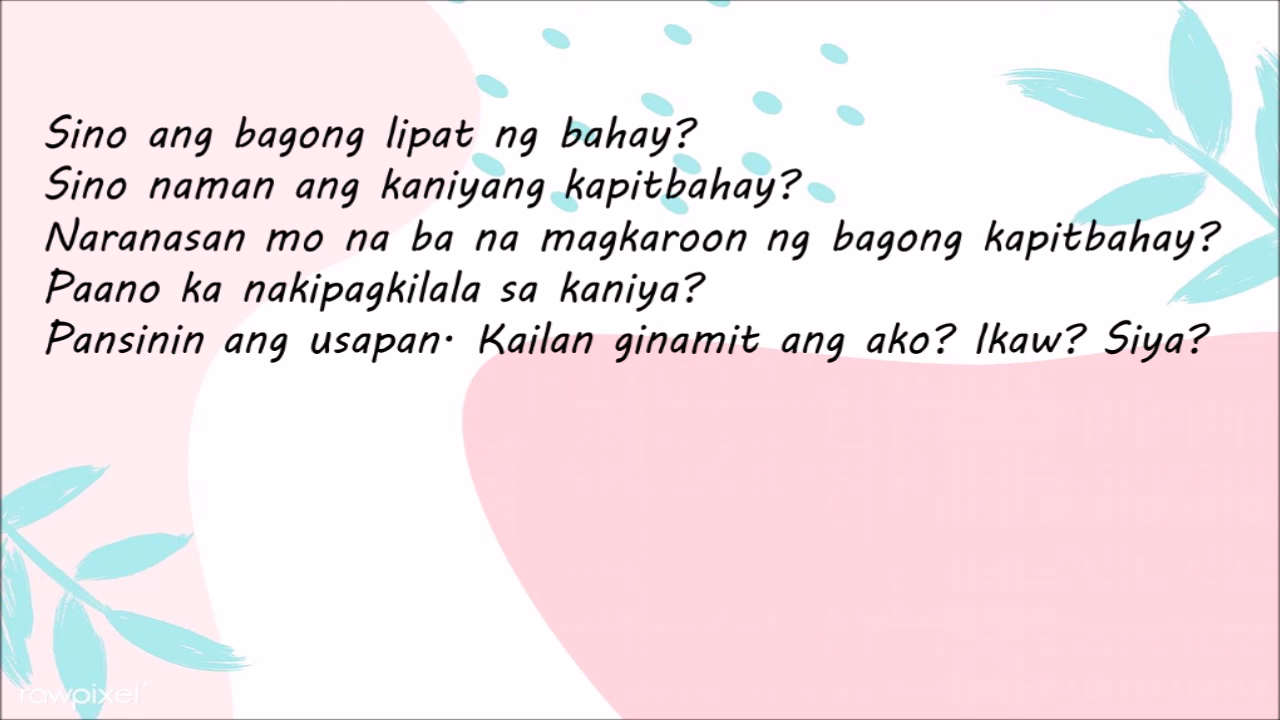 Sino ang bagong lipat ng bahay?
Sino naman ang kaniyang kapitbahay?
Naranasan mo na ba na magkaroon ng bagong kapitbahay?
Paano ka nakipagkilala sa kaniya?
Pansinin ang usapan. Kailan ginamit ang ako? Ikaw? Siya?
rawpixel